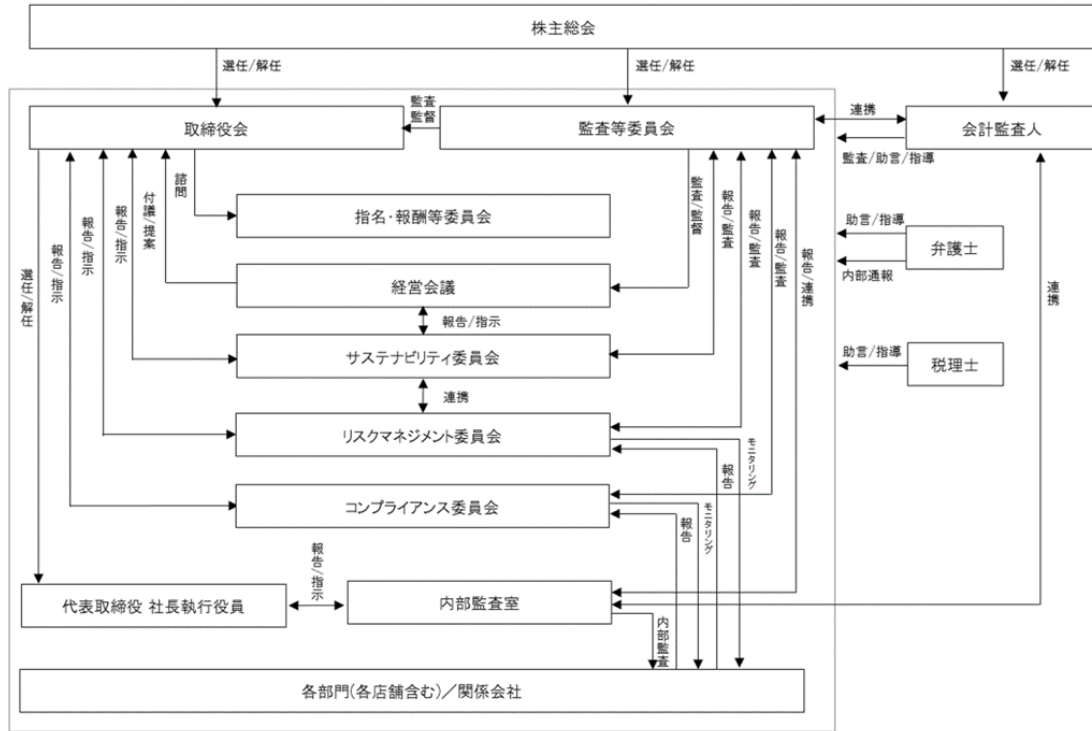 株主総会
選任/解任
選任/解任
選任/解任
取締役会
監査
監督
監査等委員会
連携
会計監査人
監査/助言/指導
諮問
付議/提案
報告/指示
報告/指示
報告/指示
選任/解任
指名・報酬等委員会
監査/監督
報告/監査
報告/監査
報告/監査
報告/連携
助言/指導
弁護士
内部通報
連携
経営会議
報告/指示
サステナビリティ委員会
助言/指導
税理士
連携
リスクマネジメント委員会
モニタリング
報告
コンプライアンス委員会
モニタリング
報告
報告/指示
代表取締役 社長執行役員
内部監査室
内部監査
各部門(各店舗含む)／関係会社